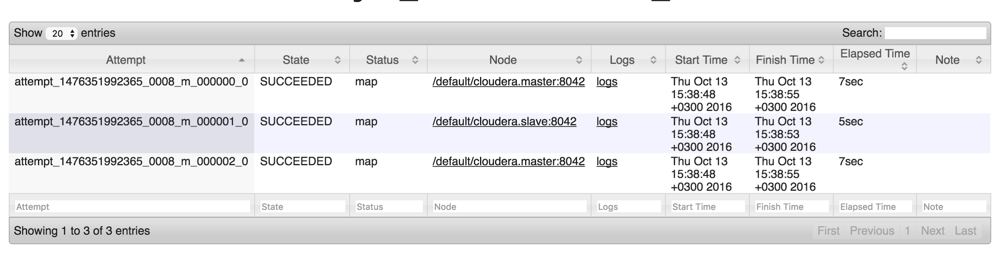 Show 20 entries Search:
Attempt State Status Node Logs Start Time Finish Time Elapsed Time Note
attempt_1476351992365_0008_m_000000_0 SUCCEEDED map /default/cloudera.master:8042 logs Thu Oct 13 Thu Oct 13 7sec
15:38:48 15:38:55
+0300 2016 +0300 2016
attempt_1476351992365_0008_m_000001_0 SUCCEEDED map /default/cloudera.slave:8042 logs Thu Oct 13 Thu Oct 13 5sec
15:38:48 15:38:53
+0300 2016 +0300 2016
attempt_1476351992365_0008_m_000002_0 SUCCEEDED map /default/cloudera.master:8042 logs Thu Oct 13 Thu Oct 13 7sec
15:38:48 15:38:55
+0300 2016 +0300 2016
Attempt State Status Node Logs Start Time Finish Time Elapsed Time Note
Showing 1 to 3 of 3 entries First Previous 1 Next Last